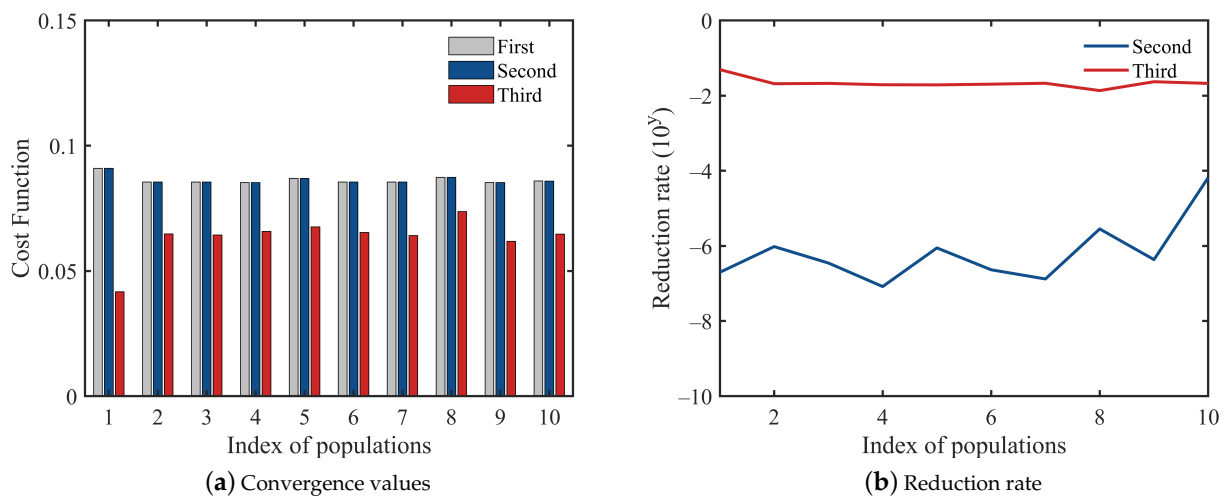 0.15
0.1
0.05
0
Cost Function
First
Second
Third
1 2 3 4 5 6 7 8 9 10
Index of populations
(a) Convergence values
0
−2
−4
−6
−8
−10
Reduction rate (10^y)
Second
Third
2 4 6 8 10
Index of populations
(b) Reduction rate